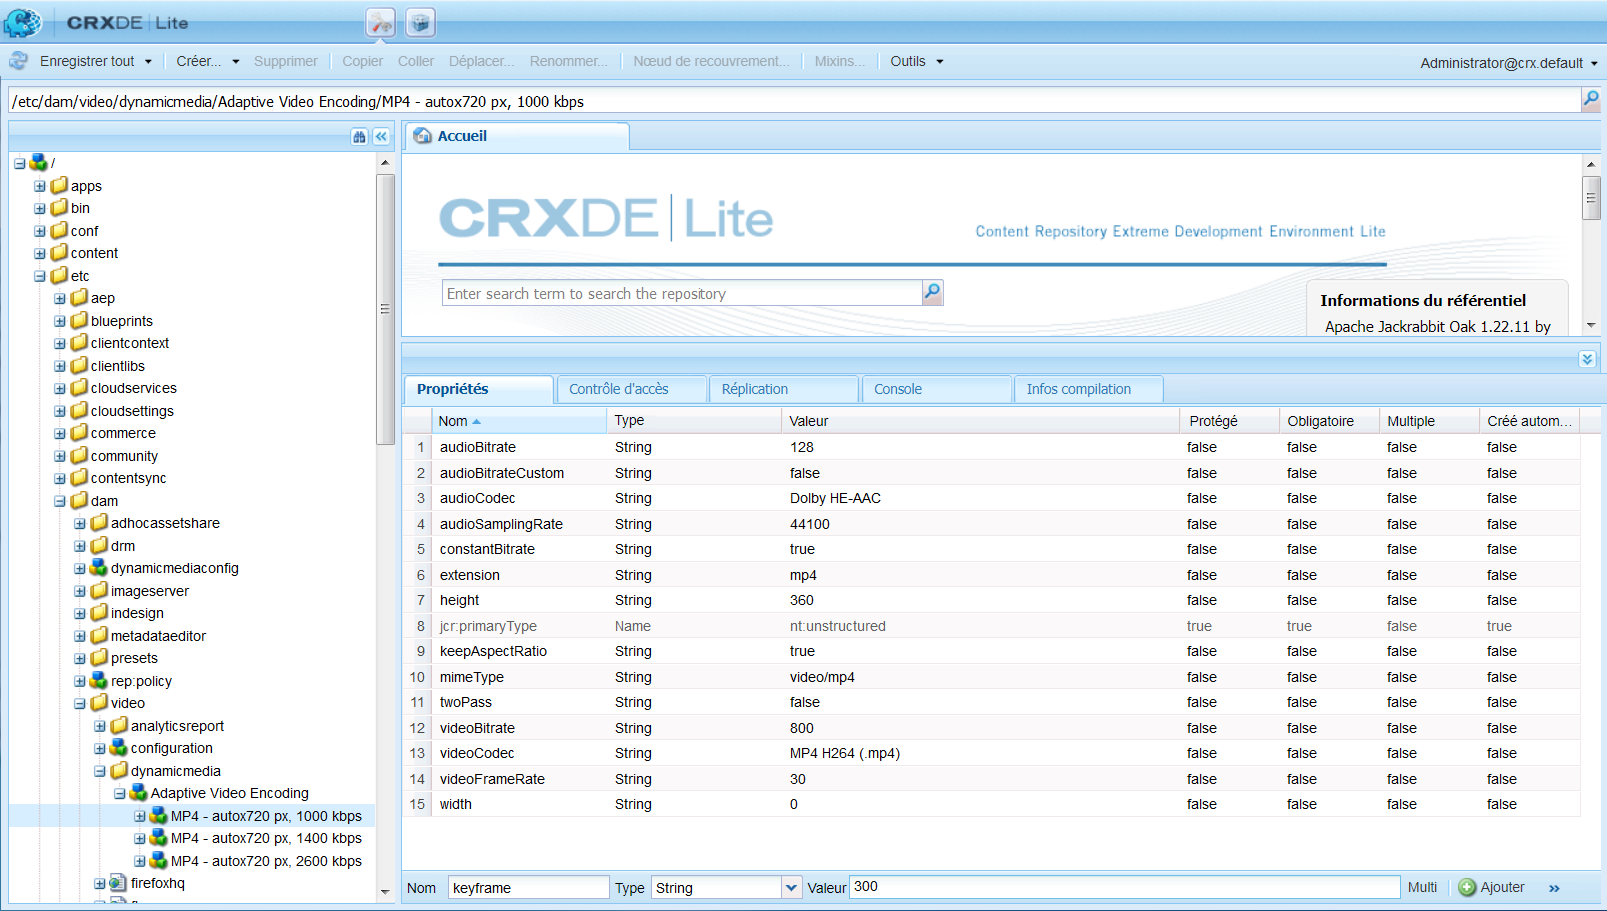 CRXDE | Lite
Enregistrer tout Créer... Supprimer Copier Coller Déplacer... Renommer... Nœud de recouvrement... Mixins... Outils Administrator@crx.default
/etc/dam/video/dynamicmedia/Adaptive Video Encoding/MP4 - autox720 px, 1000 kbps
/
apps
bin
conf
content
etc
aep
blueprints
clientcontext
clientlibs
cloudservices
cloudsettings
commerce
community
contentsync
dam
adhocassetshare
drm
dynamicmediaconfig
imageserver
indesign
metadataeditor
presets
rep:policy
video
analyticsreport
configuration
dynamicmedia
Adaptive Video Encoding
MP4 - autox720 px, 1000 kbps
MP4 - autox720 px, 1400 kbps
MP4 - autox720 px, 2600 kbps
firefoxhq
Accueil
CRXDE | Lite
Content Repository Extreme Development Environment Lite
Enter search term to search the repository
Informations du référentiel
Apache Jackrabbit Oak 1.22.11 by
Propriétés Contrôle d'accès Réplication Console Infos compilation
Nom Type Valeur Protégé Obligatoire Multiple Créé autom...
1 audioBitrate String 128 false false false false
2 audioBitrateCustom String false false false false false
3 audioCodec String Dolby HE-AAC false false false false
4 audioSamplingRate String 44100 false false false false
5 constantBitrate String true false false false false
6 extension String mp4 false false false false
7 height String 360 false false false false
8 jcr:primaryType Name nt:unstructured true true false true
9 keepAspectRatio String true false false false false
10 mimeType String video/mp4 false false false false
11 twoPass String false false false false false
12 videoBitrate String 800 false false false false
13 videoCodec String MP4 H264 (.mp4) false false false false
14 videoFrameRate String 30 false false false false
15 width String 0 false false false false
Nom keyframe Type String Valeur 300 Multi Ajouter »